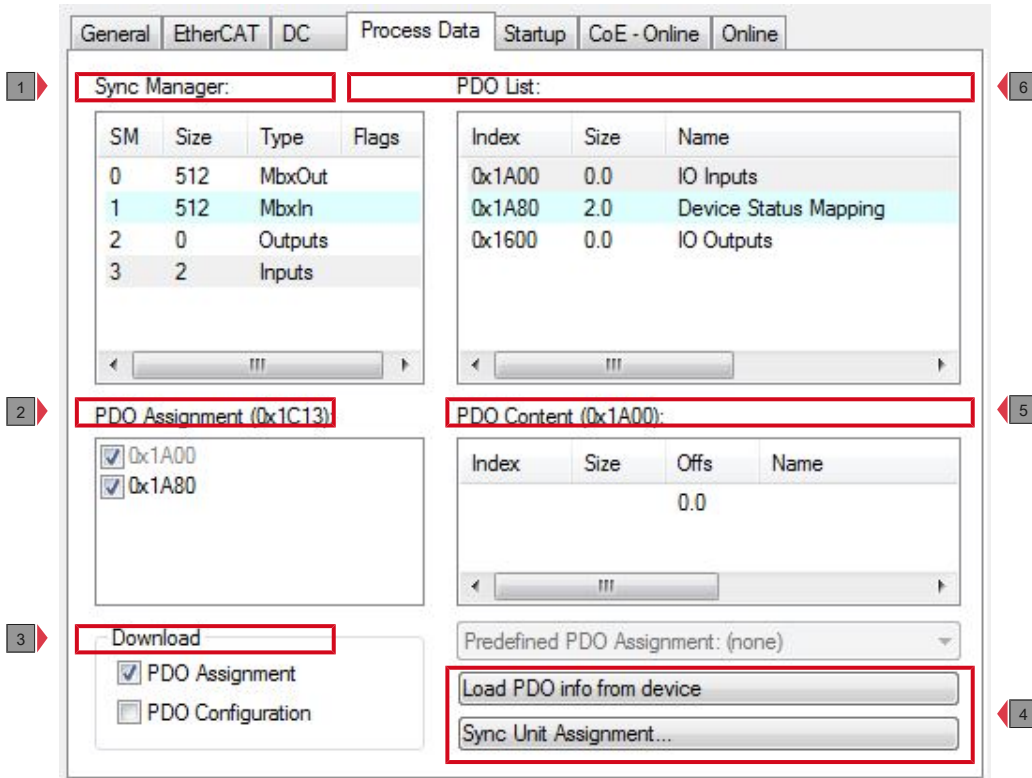 General EtherCAT DC Process Data Startup CoE - Online Online
1 Sync Manager: PDO List: 6
SM Size Type Flags Index Size Name
0 512 MbxOut 0x1A00 0.0 IO Inputs
1 512 MbxIn 0x1A80 2.0 Device Status Mapping
2 0 Outputs 0x1600 0.0 IO Outputs
3 2 Inputs
2 PDO Assignment (0x1C13): PDO Content (0x1A00): 5
0x1A00 Index Size Offs Name
0x1A80
0.0
3 Download Predefined PDO Assignment: (none)
PDO Assignment Load PDO info from device
PDO Configuration 4
Sync Unit Assignment...